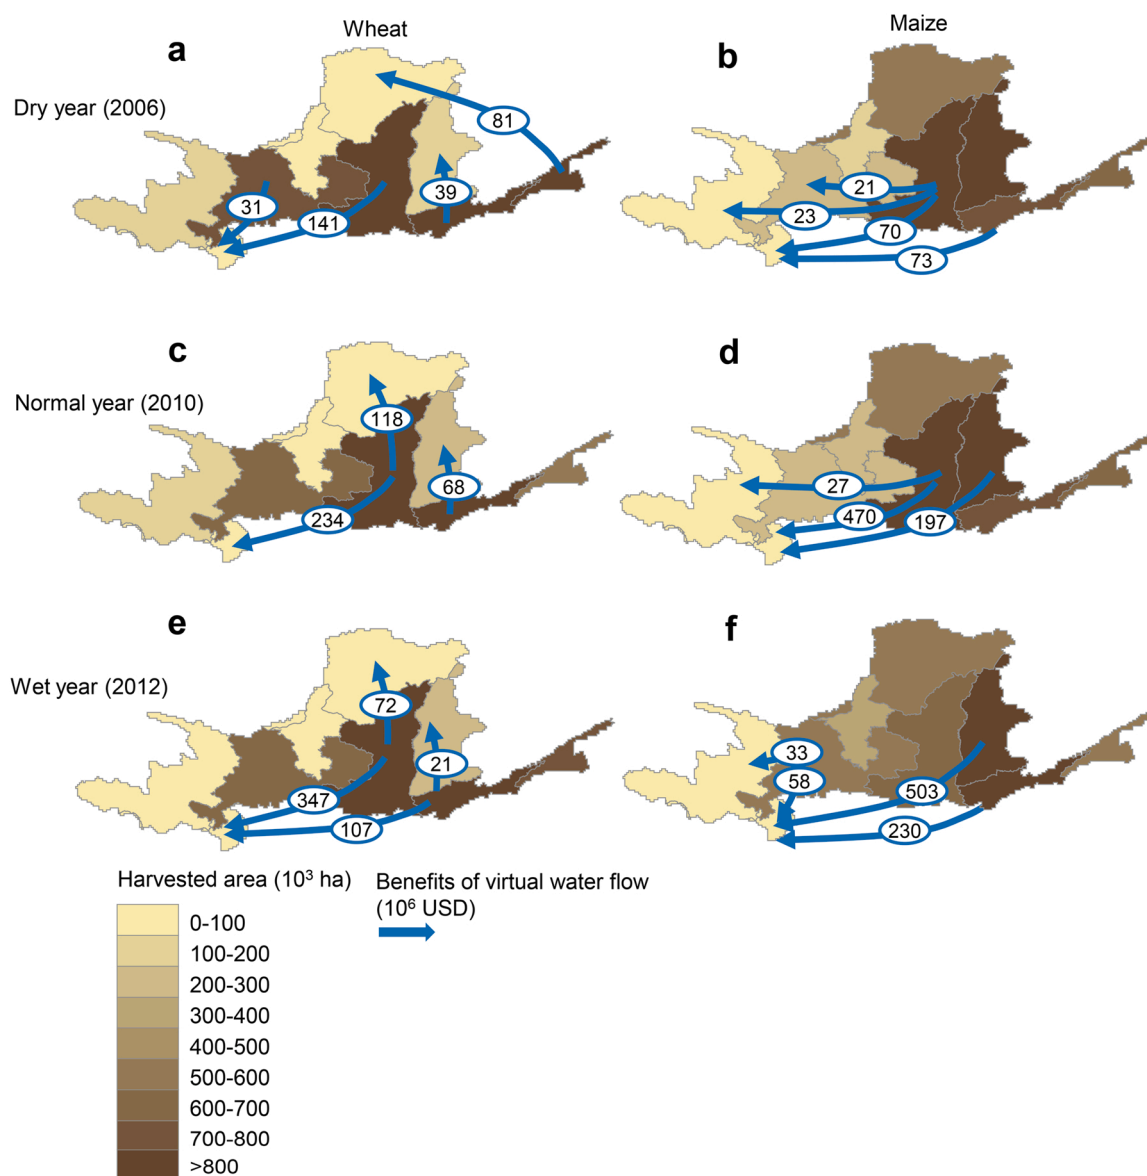 Wheat
Maize
a
b
Dry year (2006)
81
31
141
39
21
23
70
73
c
d
Normal year (2010)
118
68
234
27
470
197
e
f
Wet year (2012)
72
21
347
107
33
58
503
230
Harvested area (10³ ha)
Benefits of virtual water flow
(10⁶ USD)
0-100
100-200
200-300
300-400
400-500
500-600
600-700
700-800
>800